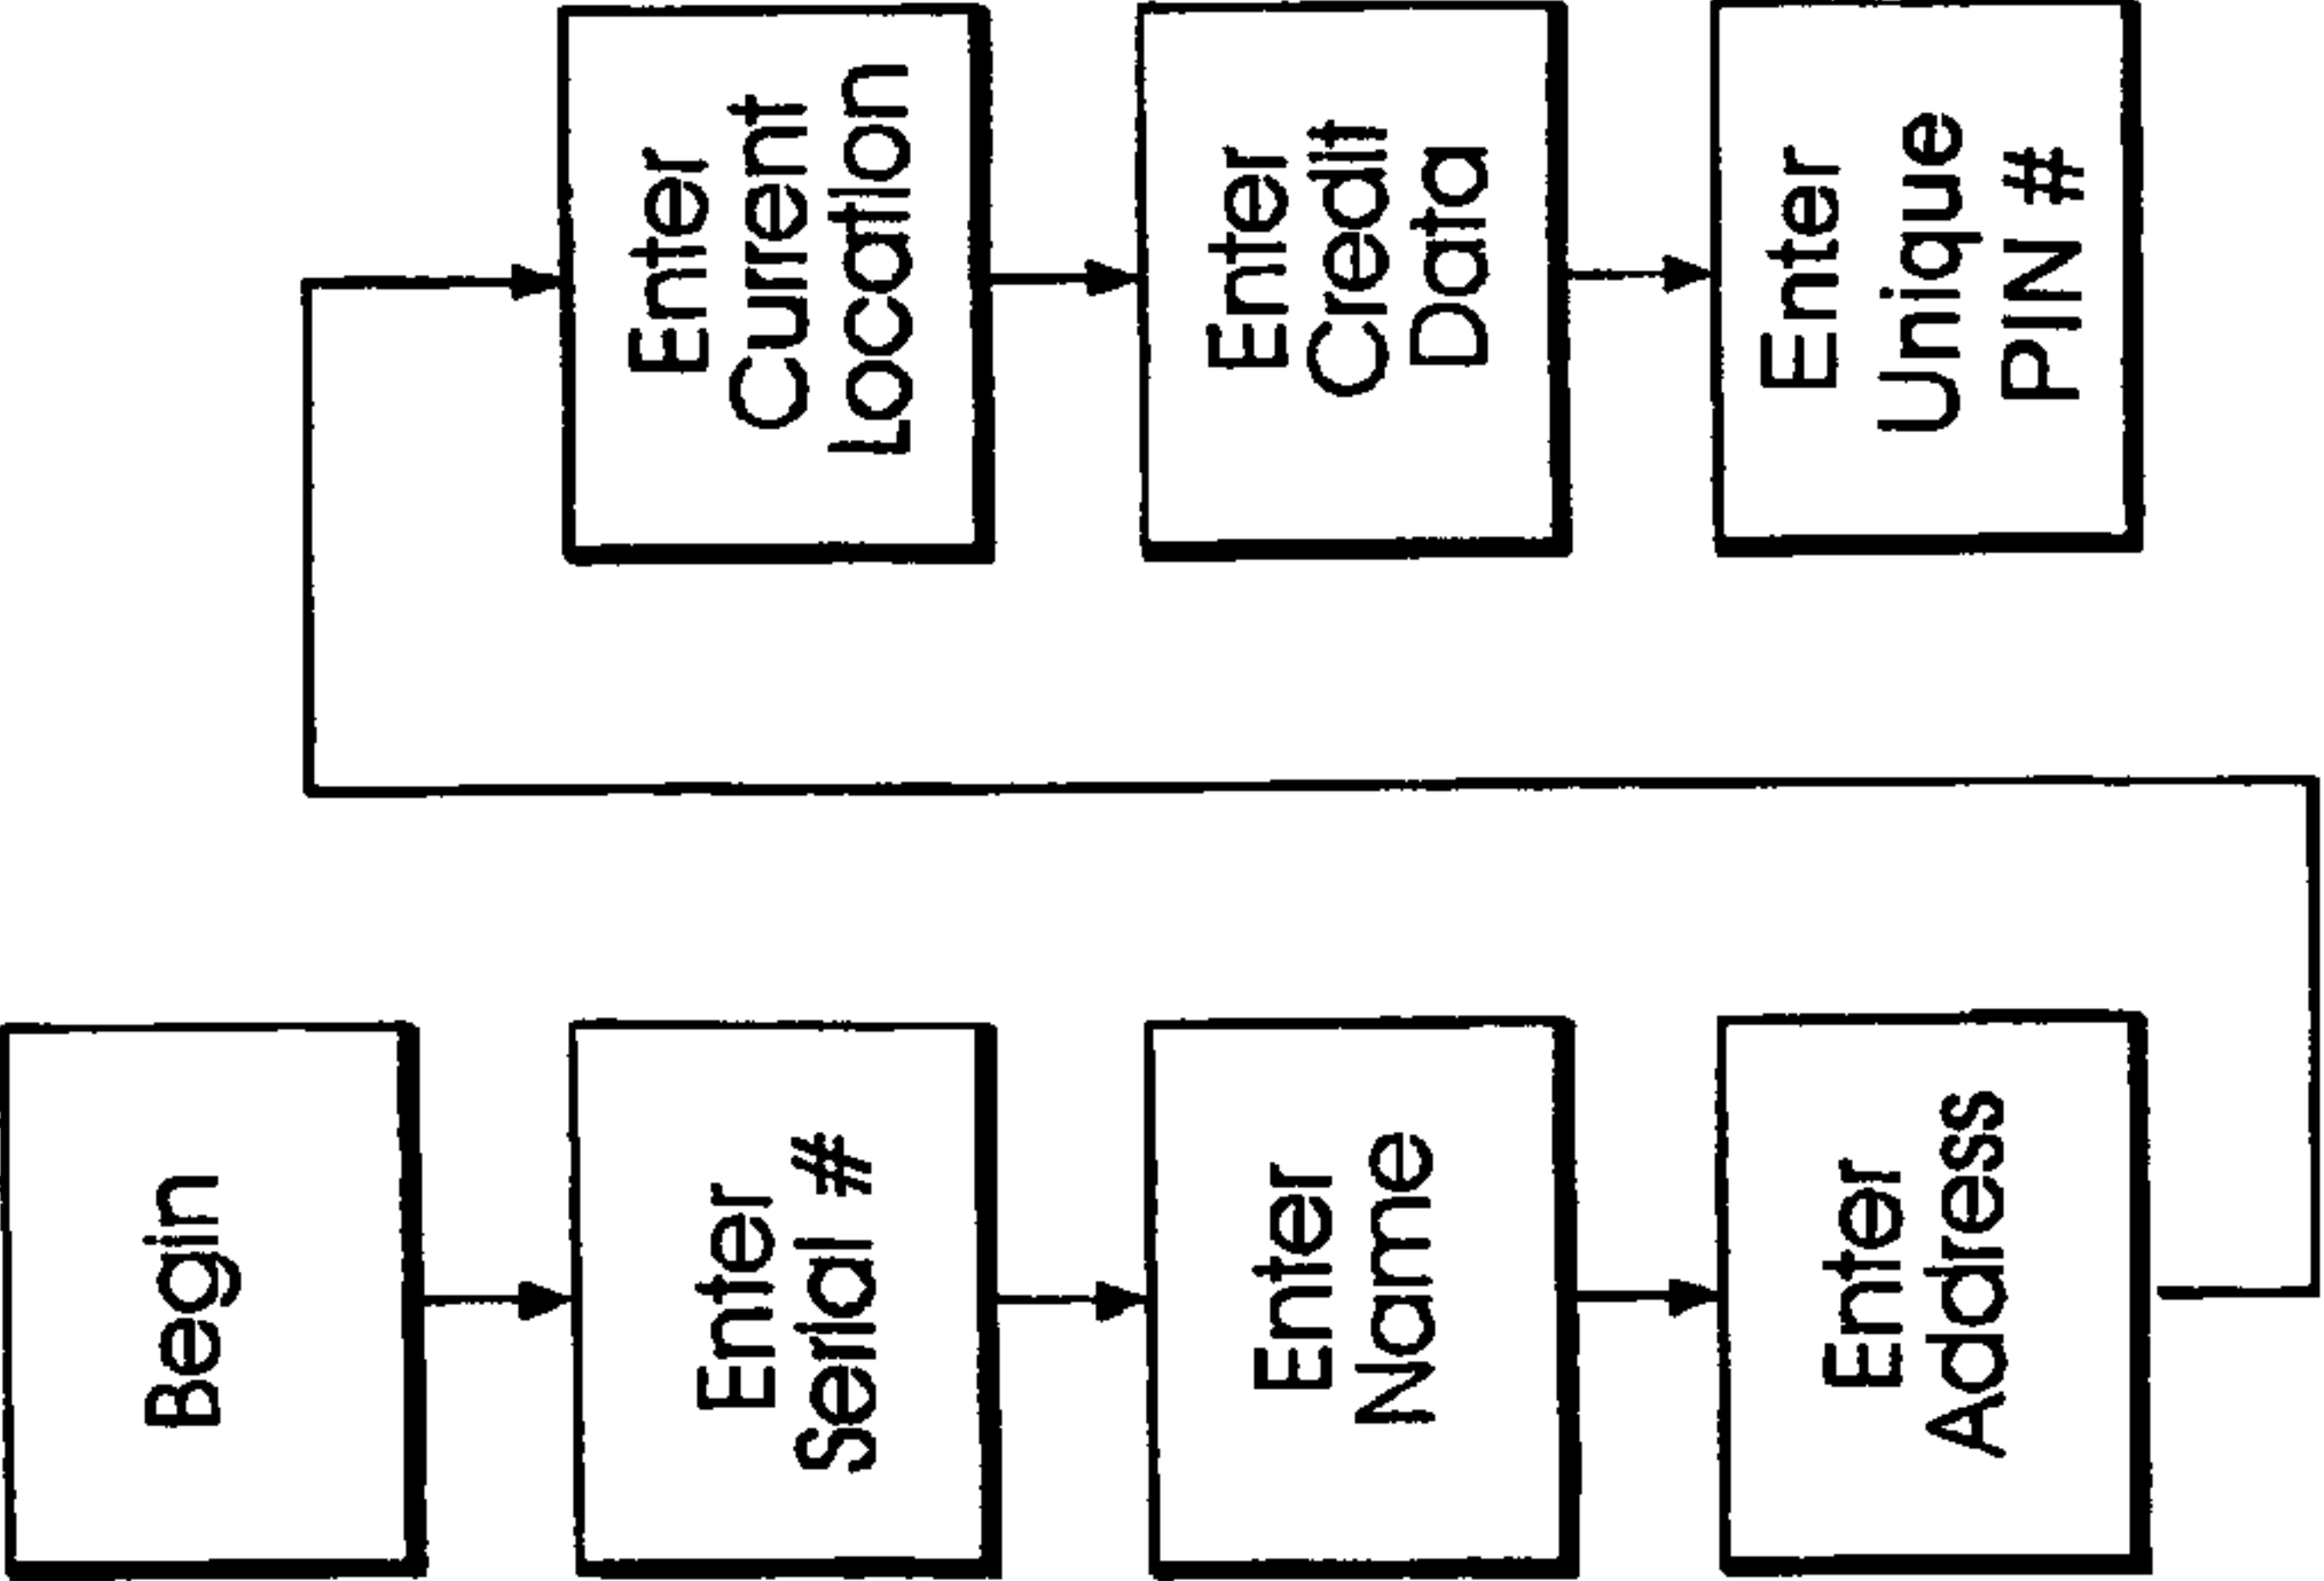 Begin
Enter
Serial #
Enter
Name
Enter
Address
Enter
Current
Location
Enter
Credit
Data
Enter
Unique
PIN #